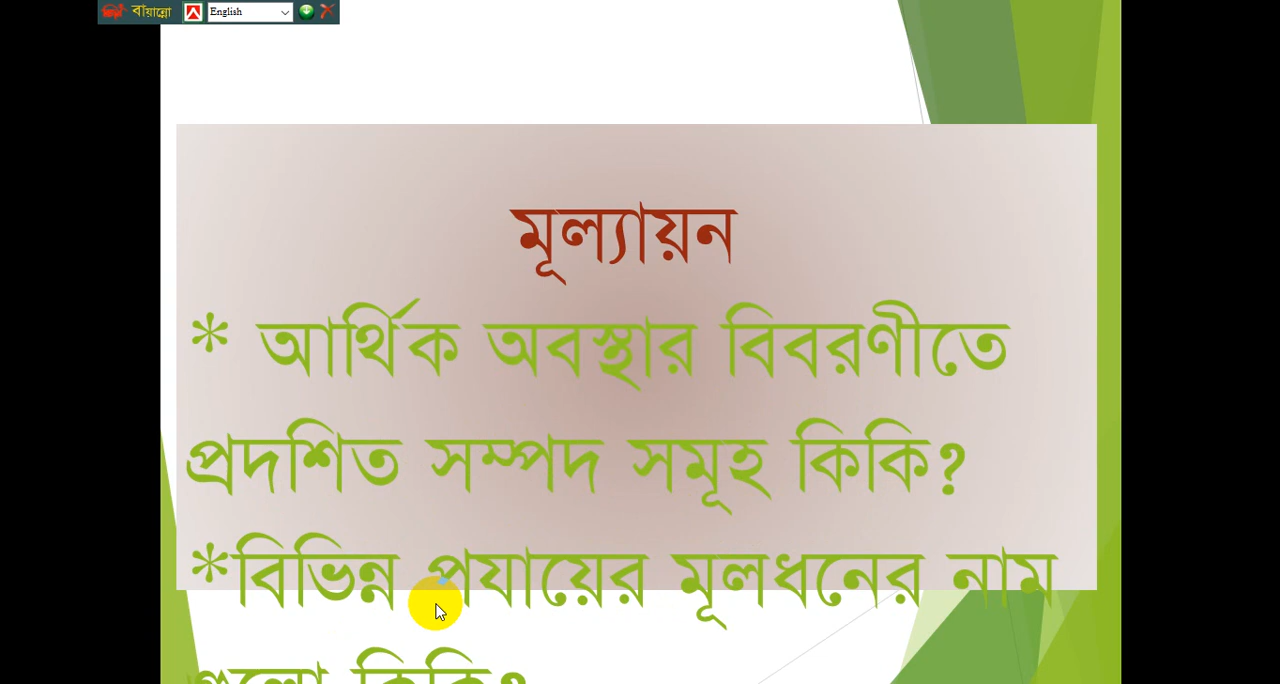 বায়ান্নো English
মূল্যায়ন
* আর্থিক অবস্থার বিবরণীতে
প্রদশিত সম্পদ সমূহ কিকি?
*বিভিন্ন পযায়ের মূলধনের নাম
গুলো কিকি?